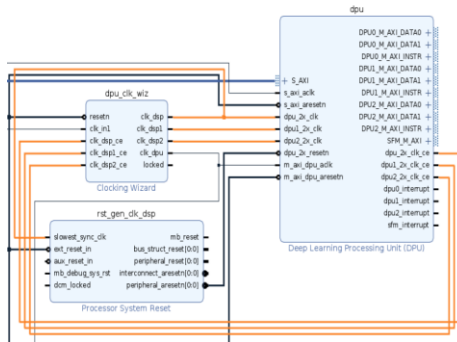 dpu
DPU0_M_AXI_DATA0
DPU0_M_AXI_DATA1
DPU0_M_AXI_INSTR
DPU1_M_AXI_DATA0
S_AXI
DPU1_M_AXI_DATA1
s_axi_aclk
DPU1_M_AXI_INSTR
s_axi_aresetn
DPU2_M_AXI_DATA0
dpu_2x_clk
DPU2_M_AXI_DATA1
dpu1_2x_clk
DPU2_M_AXI_INSTR
dpu2_2x_clk
SFM_M_AXI
dpu_2x_resetn
dpu_2x_clk_ce
m_axi_dpu_aclk
dpu1_2x_clk_ce
m_axi_dpu_aresetn
dpu2_2x_clk_ce
dpu0_interrupt
dpu1_interrupt
dpu2_interrupt
sfm_interrupt
Deep Learning Processing Unit (DPU)
dpu_clk_wiz
resetn
clk_dsp
clk_in1
clk_dsp1
clk_dsp_ce
clk_dsp2
clk_dsp1_ce
clk_dpu
clk_dsp2_ce
locked
Clocking Wizard
rst_gen_clk_dsp
slowest_sync_clk
mb_reset
ext_reset_in
bus_struct_reset[0:0]
aux_reset_in
peripheral_reset[0:0]
mb_debug_sys_rst
interconnect_aresetn[0:0]
dcm_locked
peripheral_aresetn[0:0]
Processor System Reset